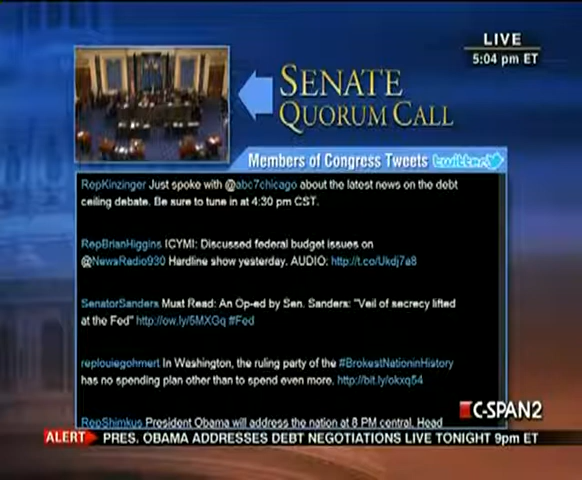 LIVE
5:04 pm ET
SENATE
QUORUM CALL
Members of Congress Tweets twitter
RepKinzinger Just spoke with @abc7chicago about the latest news on the debt
ceiling debate. Be sure to tune in at 4:30 pm CST.
RepBrianHiggins ICYMI: Discussed federal budget issues on
@NewsRadio930 Hardline show yesterday. AUDIO: http://t.co/Ukdj7a8
SenatorSanders Must Read: An Op-ed by Sen. Sanders: "Veil of secrecy lifted
at the Fed" http://ow.ly/5MXGq #Fed
replouiegohmert In Washington, the ruling party of the #BrokestNationinHistory
has no spending plan other than to spend even more. http://bit.ly/okxq54
RepShimkus President Obama will address the nation at 8 PM central. Head
C-SPAN2
ALERT PRES. OBAMA ADDRESSES DEBT NEGOTIATIONS LIVE TONIGHT 9pm ET